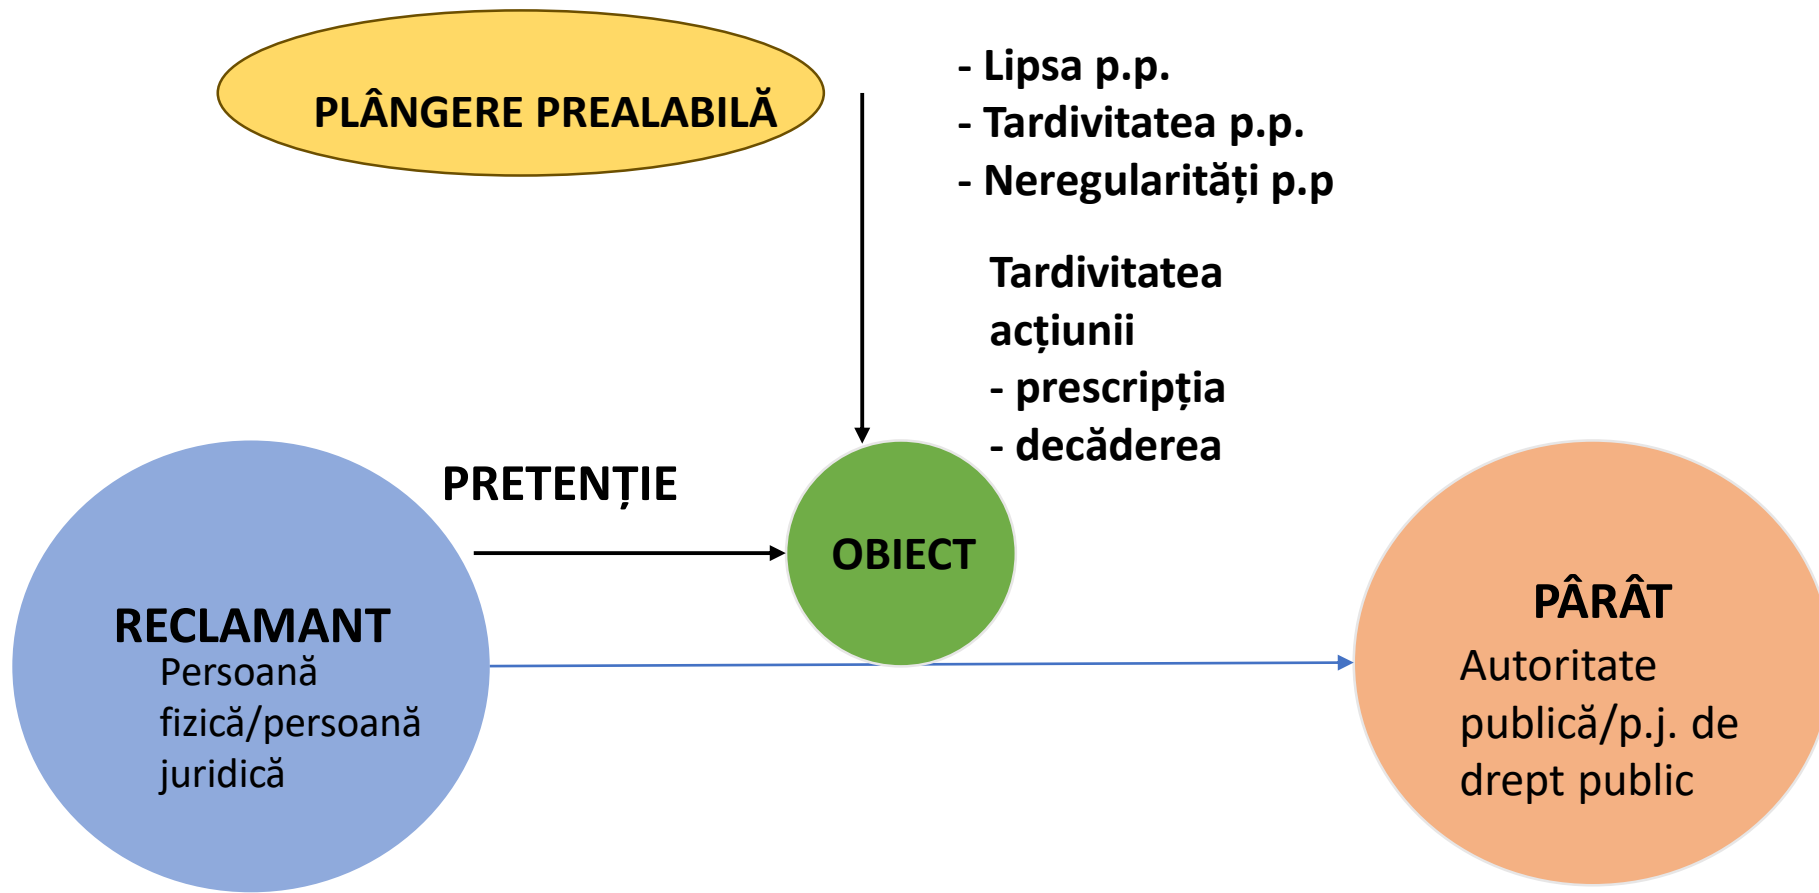 PLÂNGERE PREALABILĂ
- Lipsa p.p.
- Tardivitatea p.p.
- Neregularități p.p
Tardivitatea
acțiunii
- prescripția
- decăderea
PRETENȚIE
OBIECT
RECLAMANT
Persoană
fizică/persoană
juridică
PÂRÂT
Autoritate
publică/p.j. de
drept public